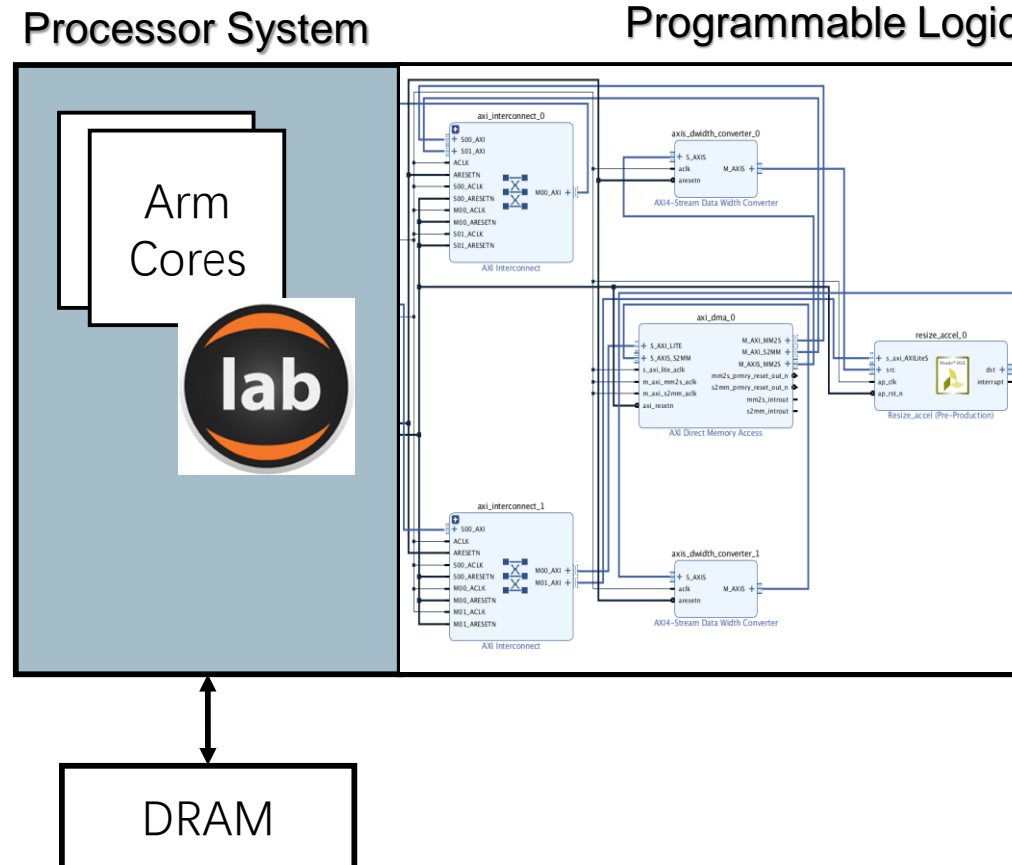 Processor System
Programmable Logic
Arm
Cores
lab
DRAM
axi_interconnect_0
S00_AXI
S01_AXI
ACLK
ARESETN
S00_ACLK
S00_ARESETN
M00_ACLK
M00_ARESETN
S01_ACLK
S01_ARESETN
M00_AXI
AXI Interconnect
axis_dwidth_converter_0
S_AXIS
aclk
aresetn
M_AXIS
AXI4-Stream Data Width Converter
axi_dma_0
S_AXI_LITE
S_AXIS_S2MM
s_axi_lite_aclk
m_axi_mm2s_aclk
m_axi_s2mm_aclk
axi_resetn
M_AXI_MM2S
M_AXI_S2MM
M_AXIS_MM2S
mm2s_prmry_reset_out_n
s2mm_prmry_reset_out_n
mm2s_introut
s2mm_introut
AXI Direct Memory Access
resize_accel_0
s_axi_AXILiteS
src
ap_clk
ap_rst_n
dst
interrupt
Resize_accel (Pre-Production)
axi_interconnect_1
S00_AXI
ACLK
ARESETN
S00_ACLK
S00_ARESETN
M00_ACLK
M00_ARESETN
M01_ACLK
M01_ARESETN
M00_AXI
M01_AXI
AXI Interconnect
axis_dwidth_converter_1
S_AXIS
aclk
aresetn
M_AXIS
AXI4-Stream Data Width Converter